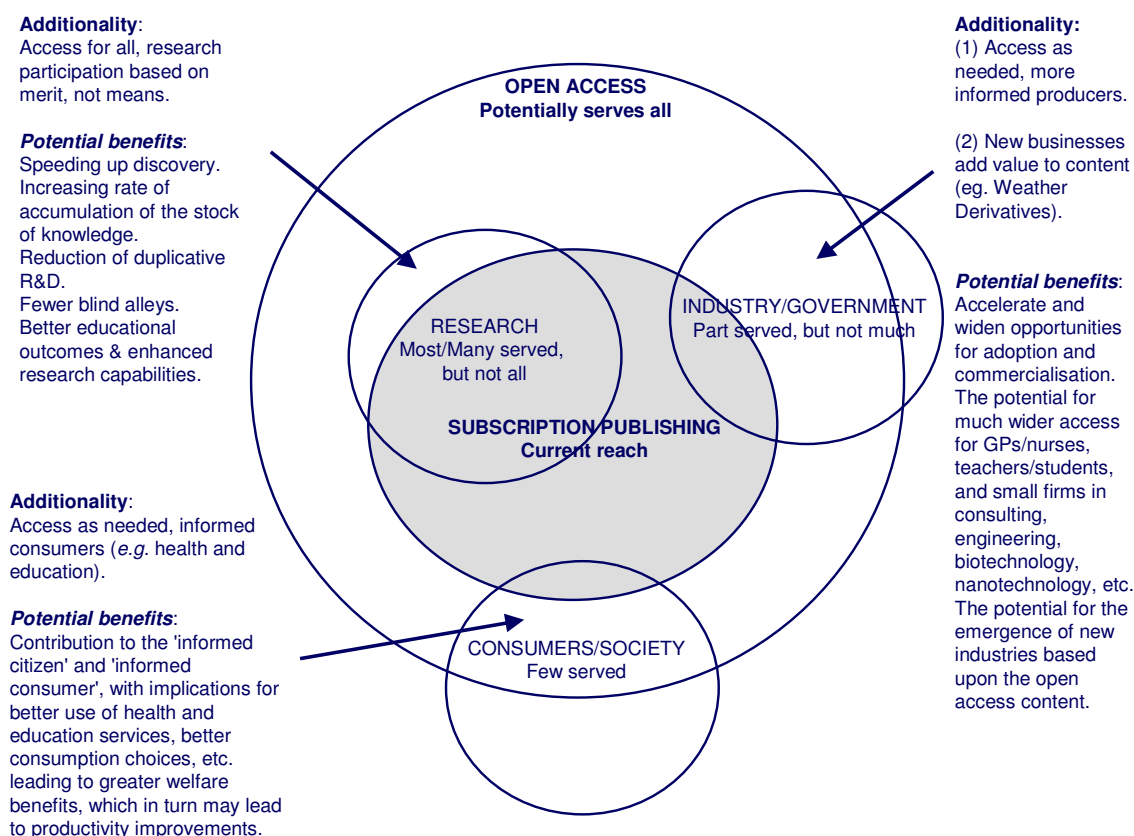 Additionality:
Access for all, research
participation based on
merit, not means.
Potential benefits:
Speeding up discovery.
Increasing rate of
accumulation of the stock
of knowledge.
Reduction of duplicative
R&D.
Fewer blind alleys.
Better educational
outcomes & enhanced
research capabilities.
Additionality:
Access as needed, informed
consumers (e.g. health and
education).
Potential benefits:
Contribution to the 'informed
citizen' and 'informed
consumer', with implications for
better use of health and
education services, better
consumption choices, etc.
leading to greater welfare
benefits, which in turn may lead
to productivity improvements.
OPEN ACCESS
Potentially serves all
RESEARCH
Most/Many served,
but not all
INDUSTRY/GOVERNMENT
Part served, but not much
SUBSCRIPTION PUBLISHING
Current reach
CONSUMERS/SOCIETY
Few served
Additionality:
(1) Access as
needed, more
informed producers.
(2) New businesses
add value to content
(eg. Weather
Derivatives).
Potential benefits:
Accelerate and
widen opportunities
for adoption and
commercialisation.
The potential for
much wider access
for GPs/nurses,
teachers/students,
and small firms in
consulting,
engineering,
biotechnology,
nanotechnology, etc.
The potential for the
emergence of new
industries based
upon the open
access content.